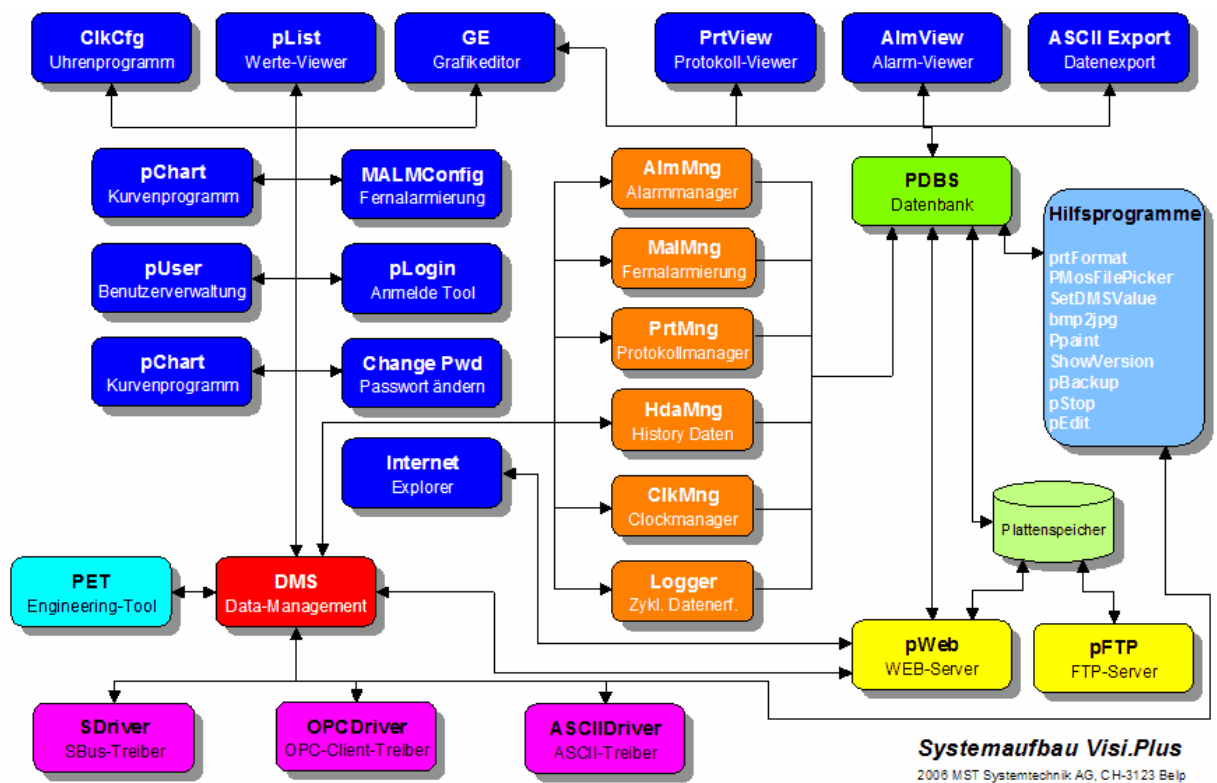 ClkCfg
Uhrenprogramm
pList
Werte-Viewer
GE
Grafikeditor
PrtView
Protokoll-Viewer
AlmView
Alarm-Viewer
ASCII Export
Datenexport
pChart
Kurvenprogramm
MALMConfig
Fernalarmierung
AlmMng
Alarmmanager
PDBS
Datenbank
Hilfsprogramme
prtFormat
PMosFilePicker
SetDMSValue
bmp2jpg
Ppaint
ShowVersion
pBackup
pStop
pEdit
pUser
Benutzerverwaltung
pLogin
Anmelde Tool
MalMng
Fernalarmierung
pChart
Kurvenprogramm
Change Pwd
Passwort ändern
PrtMng
Protokollmanager
HdaMng
History Daten
Internet
Explorer
ClkMng
Clockmanager
Plattenspeicher
PET
Engineering-Tool
DMS
Data-Management
Logger
Zykl. Datenerf.
pWeb
WEB-Server
pFTP
FTP-Server
SDriver
SBus-Treiber
OPCDriver
OPC-Client-Treiber
ASCIIDriver
ASCII-Treiber
Systemaufbau Visi.Plus
2006 MST Systemtechnik AG, CH-3123 Belp